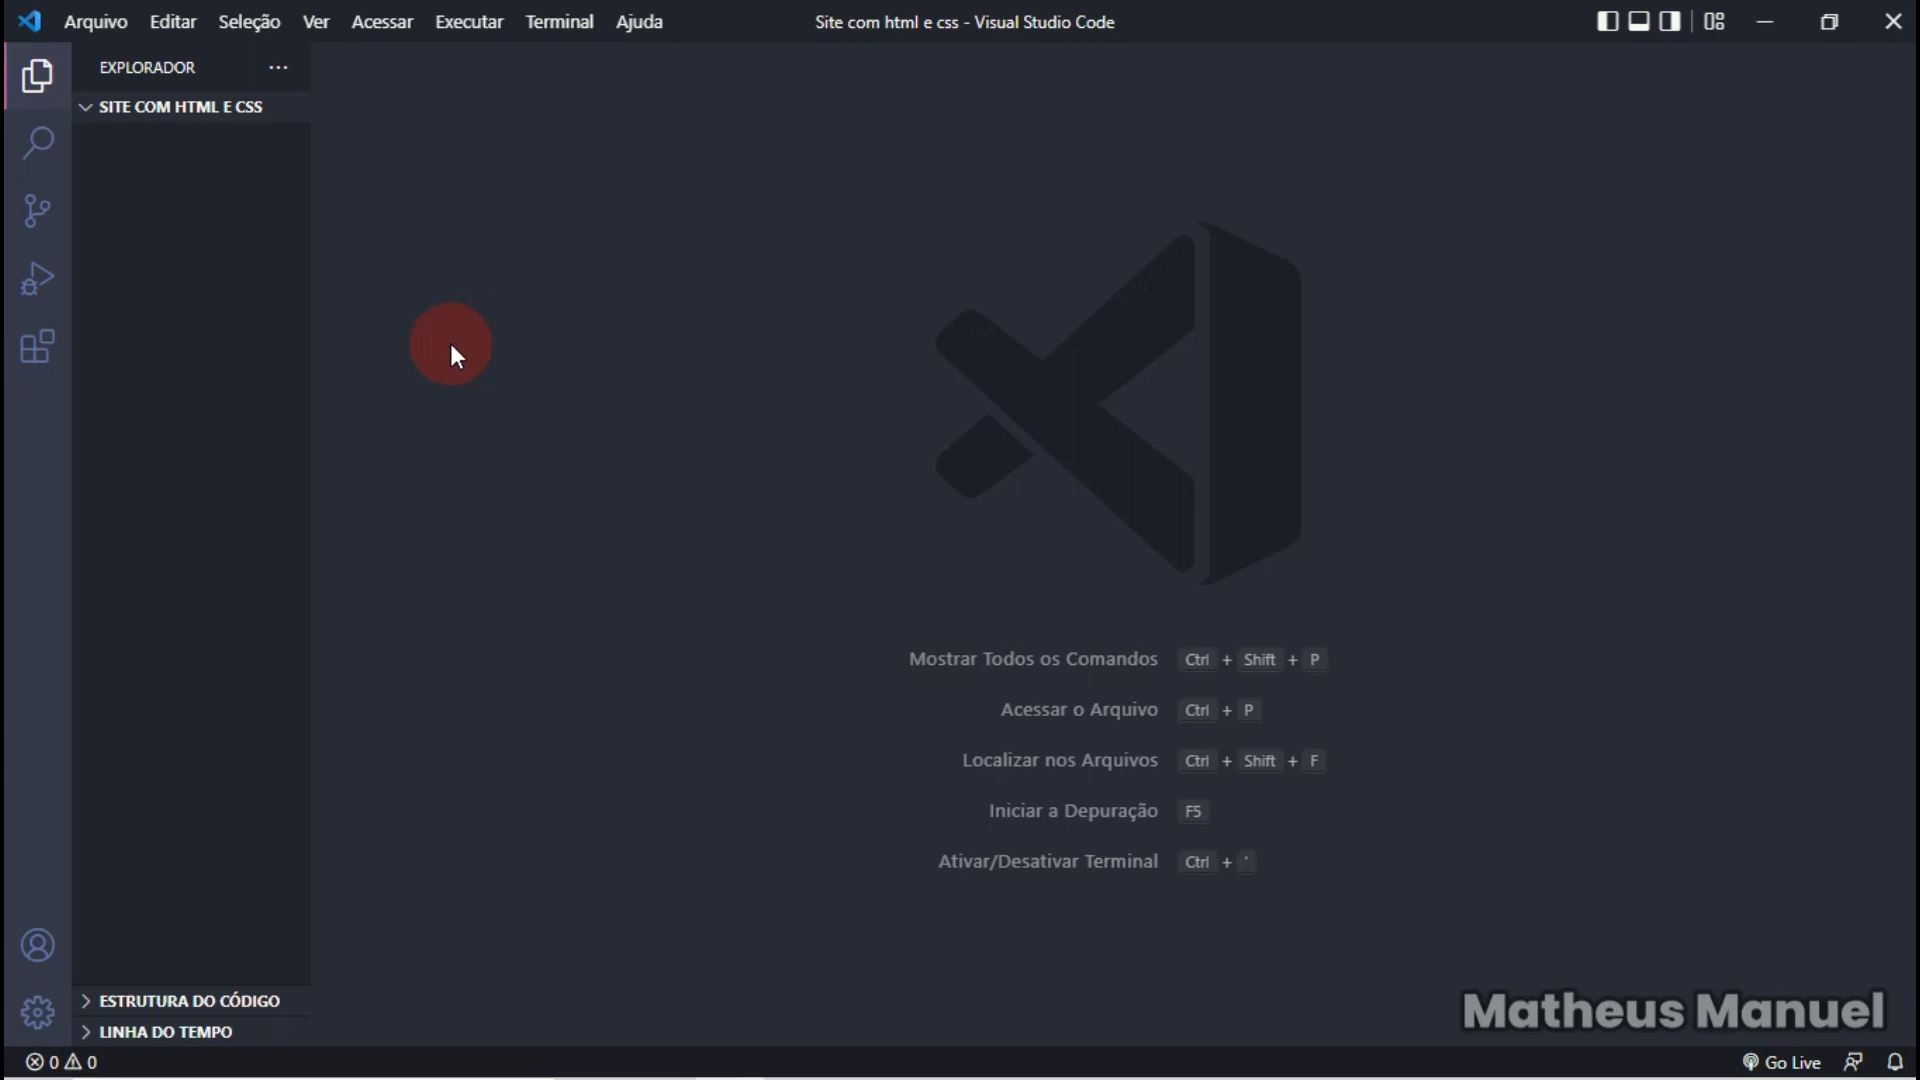 Arquivo Editar Seleção Ver Acessar Executar Terminal Ajuda
Site com html e css - Visual Studio Code
EXPLORADOR
SITE COM HTML E CSS
Mostrar Todos os Comandos Ctrl + Shift + P
Acessar o Arquivo Ctrl + P
Localizar nos Arquivos Ctrl + Shift + F
Iniciar a Depuração F5
Ativar/Desativar Terminal Ctrl + '
ESTRUTURA DO CÓDIGO
LINHA DO TEMPO
Matheus Manuel
0 0
Go Live